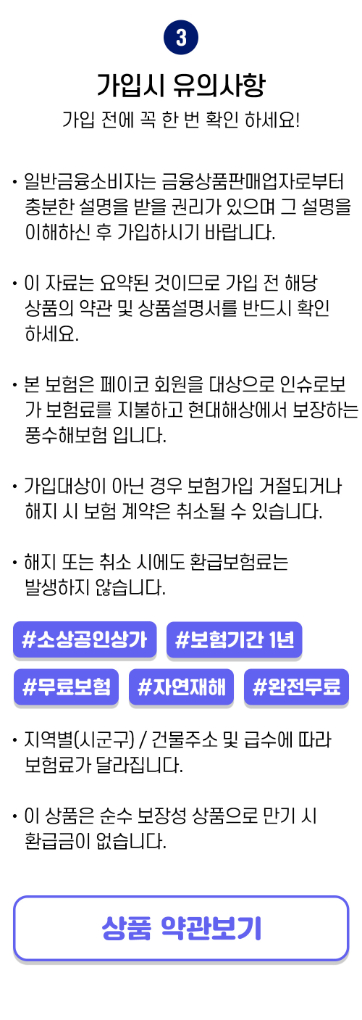 3
가입시 유의사항
가입 전에 꼭 한 번 확인 하세요!
• 일반금융소비자는 금융상품판매업자로부터
충분한 설명을 받을 권리가 있으며 그 설명을
이해하신 후 가입하시기 바랍니다.
• 이 자료는 요약된 것이므로 가입 전 해당
상품의 약관 및 상품설명서를 반드시 확인
하세요.
• 본 보험은 페이코 회원을 대상으로 인슈로보
가 보험료를 지불하고 현대해상에서 보장하는
풍수해보험 입니다.
• 가입대상이 아닌 경우 보험가입 거절되거나
해지 시 보험 계약은 취소될 수 있습니다.
• 해지 또는 취소 시에도 환급보험료는
발생하지 않습니다.
#소상공인상가 #보험기간 1년
#무료보험 #자연재해 #완전무료
• 지역별(시군구) / 건물주소 및 급수에 따라
보험료가 달라집니다.
• 이 상품은 순수 보장성 상품으로 만기 시
환급금이 없습니다.
상품 약관보기